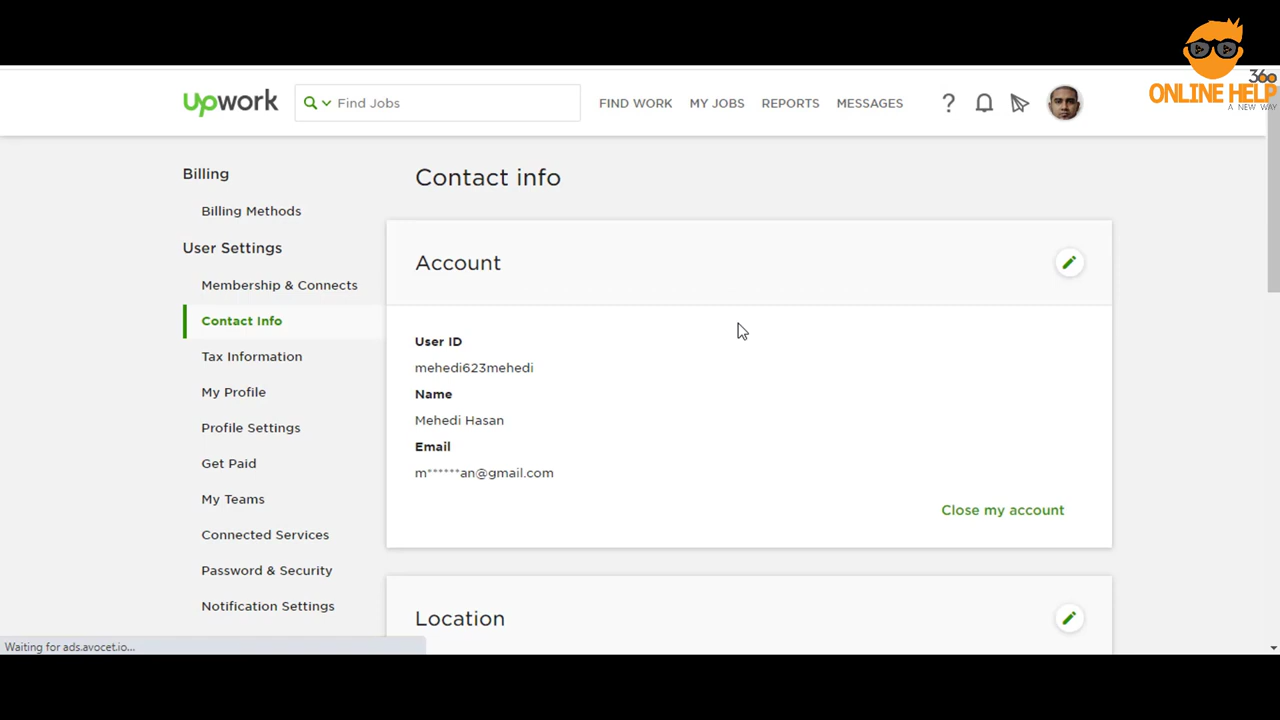 360
ONLINE HELP
A NEW WAY
Upwork
Find Jobs
FIND WORK
MY JOBS
REPORTS
MESSAGES
?
Billing
Billing Methods
User Settings
Membership & Connects
Contact Info
Tax Information
My Profile
Profile Settings
Get Paid
My Teams
Connected Services
Password & Security
Notification Settings
Contact info
Account
User ID
mehedi623mehedi
Name
Mehedi Hasan
Email
m******an@gmail.com
Close my account
Location
Waiting for ads.avocet.io...